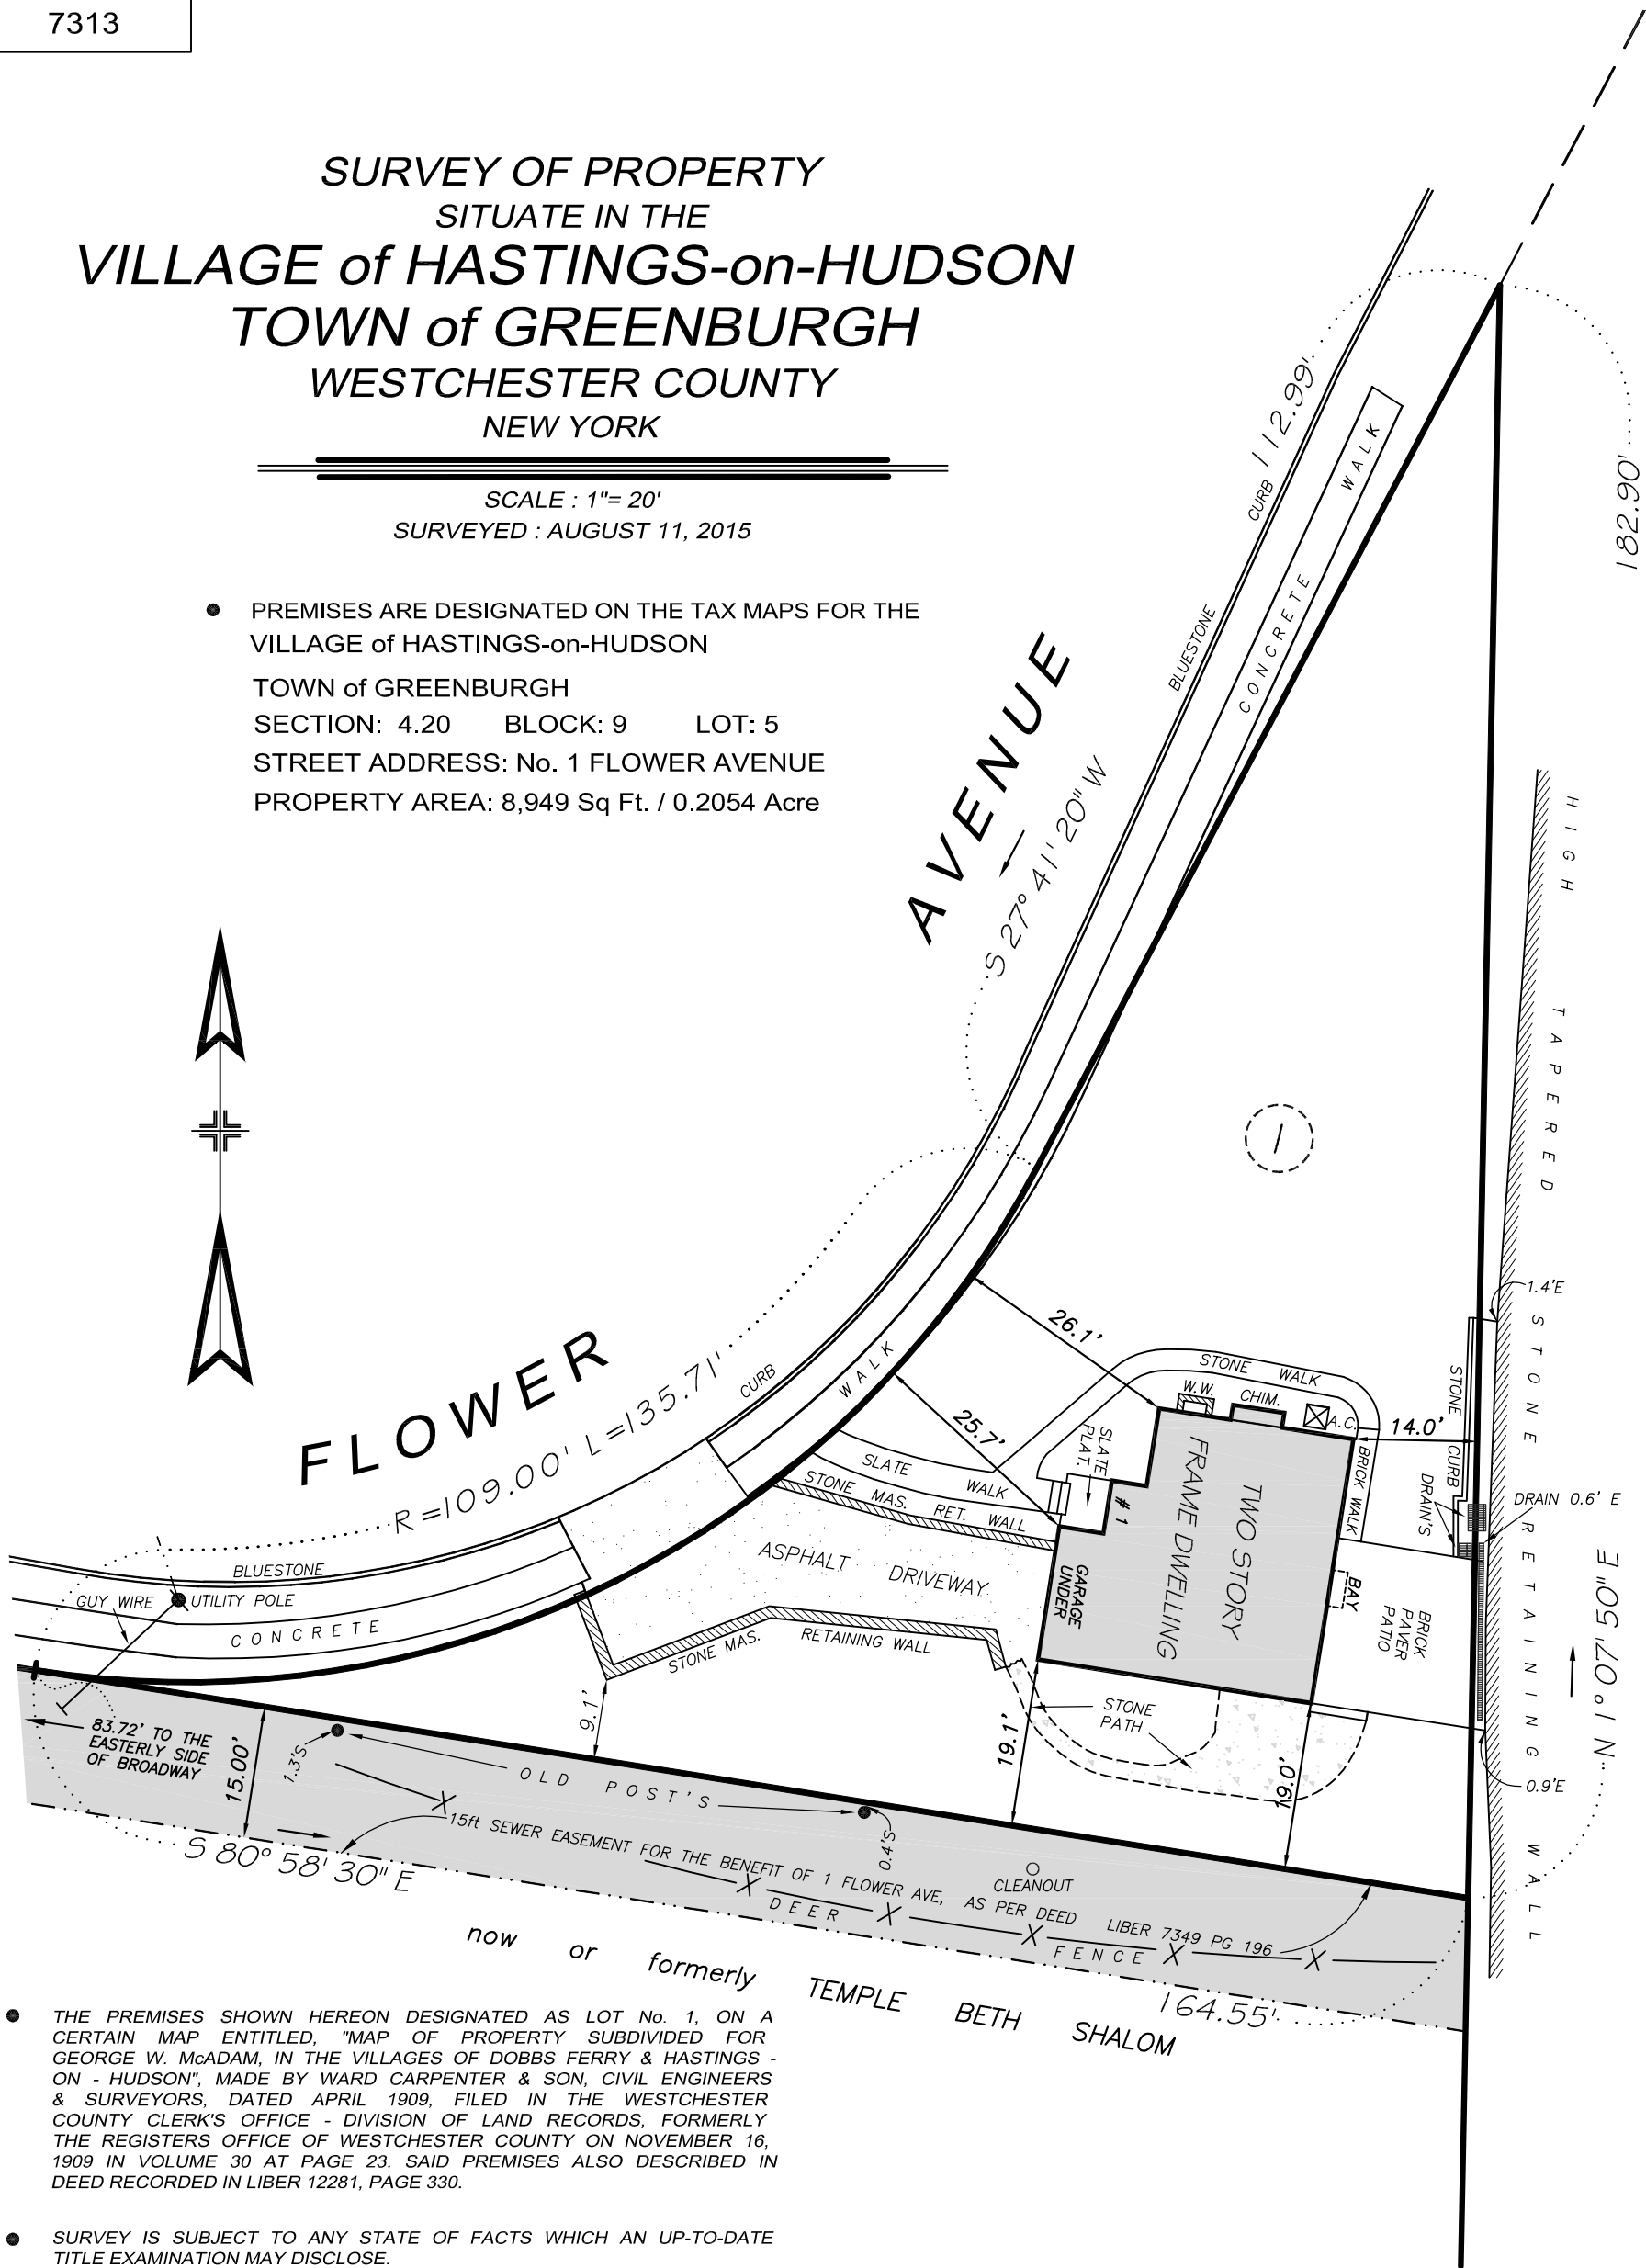 7313
SURVEY OF PROPERTY
SITUATE IN THE
VILLAGE of HASTINGS-on-HUDSON
TOWN of GREENBURGH
WESTCHESTER COUNTY
NEW YORK
SCALE : 1"= 20'
SURVEYED : AUGUST 11, 2015
PREMISES ARE DESIGNATED ON THE TAX MAPS FOR THE
VILLAGE of HASTINGS-on-HUDSON
TOWN of GREENBURGH
SECTION: 4.20 BLOCK: 9 LOT: 5
STREET ADDRESS: No. 1 FLOWER AVENUE
PROPERTY AREA: 8,949 Sq Ft. / 0.2054 Acre
112.99'
182.90'
BLUESTONE CURB
CONCRETE WALK
FLOWER AVENUE
S 27° 41' 20" W
HIGH TAPERED STONE RETAINING WALL
1
1.4'E
R=109.00' L=135.71'
CURB
WALK
26.1'
25.7'
STONE WALK
W.W.
CHIM.
A.C.
14.0'
STONE CURB
BRICK WALK
DRAIN'S
DRAIN 0.6' E
SLATE
PLAT.
SLATE WALK
STONE MAS. RET. WALL
# 1
TWO STORY
FRAME DWELLING
GARAGE
UNDER
BAY
BRICK
PAVER
PATIO
ASPHALT DRIVEWAY
BLUESTONE
GUY WIRE
UTILITY POLE
CONCRETE
STONE MAS. RETAINING WALL
9.1'
STONE
PATH
19.1'
19.0'
0.9'E
N 1° 07' 50" E
83.72' TO THE
EASTERLY SIDE
OF BROADWAY
15.00'
1.3'S
OLD POST'S
0.4'S
15ft SEWER EASEMENT FOR THE BENEFIT OF 1 FLOWER AVE, AS PER DEED LIBER 7349 PG 196
CLEANOUT
DEER FENCE
S 80° 58' 30" E
164.55'
now or formerly TEMPLE BETH SHALOM
THE PREMISES SHOWN HEREON DESIGNATED AS LOT No. 1, ON A
CERTAIN MAP ENTITLED, "MAP OF PROPERTY SUBDIVIDED FOR
GEORGE W. McADAM, IN THE VILLAGES OF DOBBS FERRY & HASTINGS -
ON - HUDSON", MADE BY WARD CARPENTER & SON, CIVIL ENGINEERS
& SURVEYORS, DATED APRIL 1909, FILED IN THE WESTCHESTER
COUNTY CLERK'S OFFICE - DIVISION OF LAND RECORDS, FORMERLY
THE REGISTERS OFFICE OF WESTCHESTER COUNTY ON NOVEMBER 16,
1909 IN VOLUME 30 AT PAGE 23. SAID PREMISES ALSO DESCRIBED IN
DEED RECORDED IN LIBER 12281, PAGE 330.
SURVEY IS SUBJECT TO ANY STATE OF FACTS WHICH AN UP-TO-DATE
TITLE EXAMINATION MAY DISCLOSE.